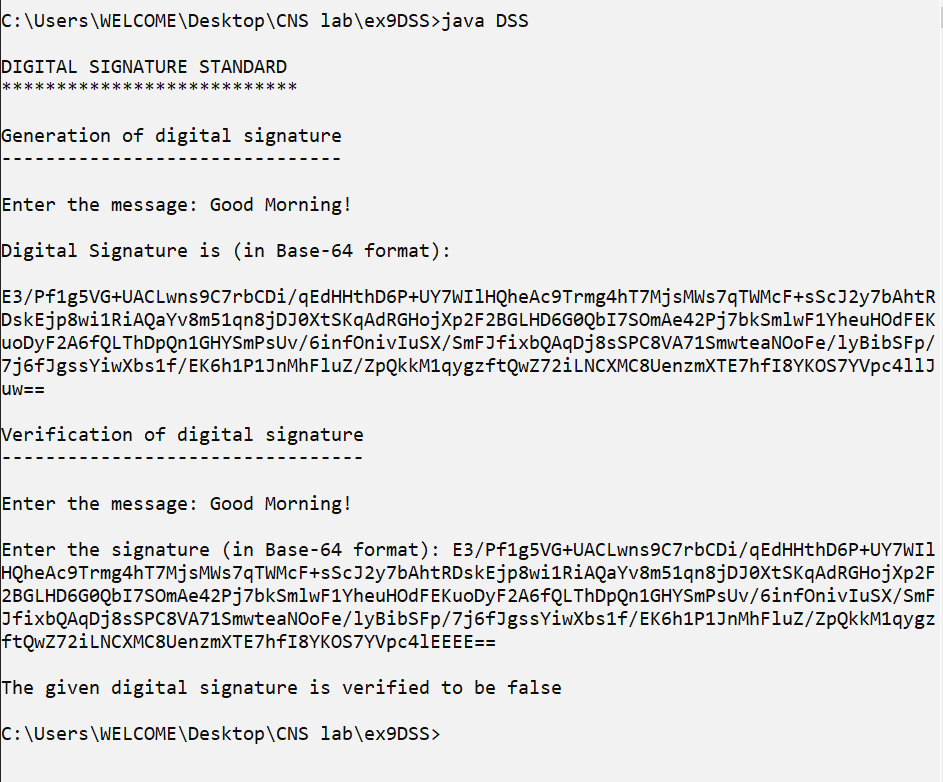 C:\Users\WELCOME\Desktop\CNS lab\ex9DSS>java DSS
DIGITAL SIGNATURE STANDARD
***************************
Generation of digital signature
-------------------------------
Enter the message: Good Morning!
Digital Signature is (in Base-64 format):
E3/Pf1g5VG+UACLwns9C7rbCDi/qEdHHthD6P+UY7WIlHQheAc9Trmg4hT7MjsMWs7qTWMcF+sScJ2y7bAhtR
DskEjp8wi1RiAQaYv8m51qn8jDJ0XtSKqAdRGHojXp2F2BGLHD6G0QbI7SOmAe42Pj7bkSmlwF1YheuHOdFEK
uoDyF2A6fQLThDpQn1GHYSmPsUv/6infOnivIuSX/SmFJfixbQAqDj8sSPC8VA71SmwteaNOoFe/lyBibSFp/
7j6fJgssYiwXbs1f/EK6h1P1JnMhFluZ/ZpQkkM1qygzftQwZ72iLNCXMC8UenzmXTE7hfI8YKOS7YVpc4llJ
uw==
Verification of digital signature
---------------------------------
Enter the message: Good Morning!
Enter the signature (in Base-64 format): E3/Pf1g5VG+UACLwns9C7rbCDi/qEdHHthD6P+UY7WIl
HQheAc9Trmg4hT7MjsMWs7qTWMcF+sScJ2y7bAhtRDskEjp8wi1RiAQaYv8m51qn8jDJ0XtSKqAdRGHojXp2F
2BGLHD6G0QbI7SOmAe42Pj7bkSmlwF1YheuHOdFEKuoDyF2A6fQLThDpQn1GHYSmPsUv/6infOnivIuSX/SmF
JfixbQAqDj8sSPC8VA71SmwteaNOoFe/lyBibSFp/7j6fJgssYiwXbs1f/EK6h1P1JnMhFluZ/ZpQkkM1qygz
ftQwZ72iLNCXMC8UenzmXTE7hfI8YKOS7YVpc4lEEEE==
The given digital signature is verified to be false
C:\Users\WELCOME\Desktop\CNS lab\ex9DSS>